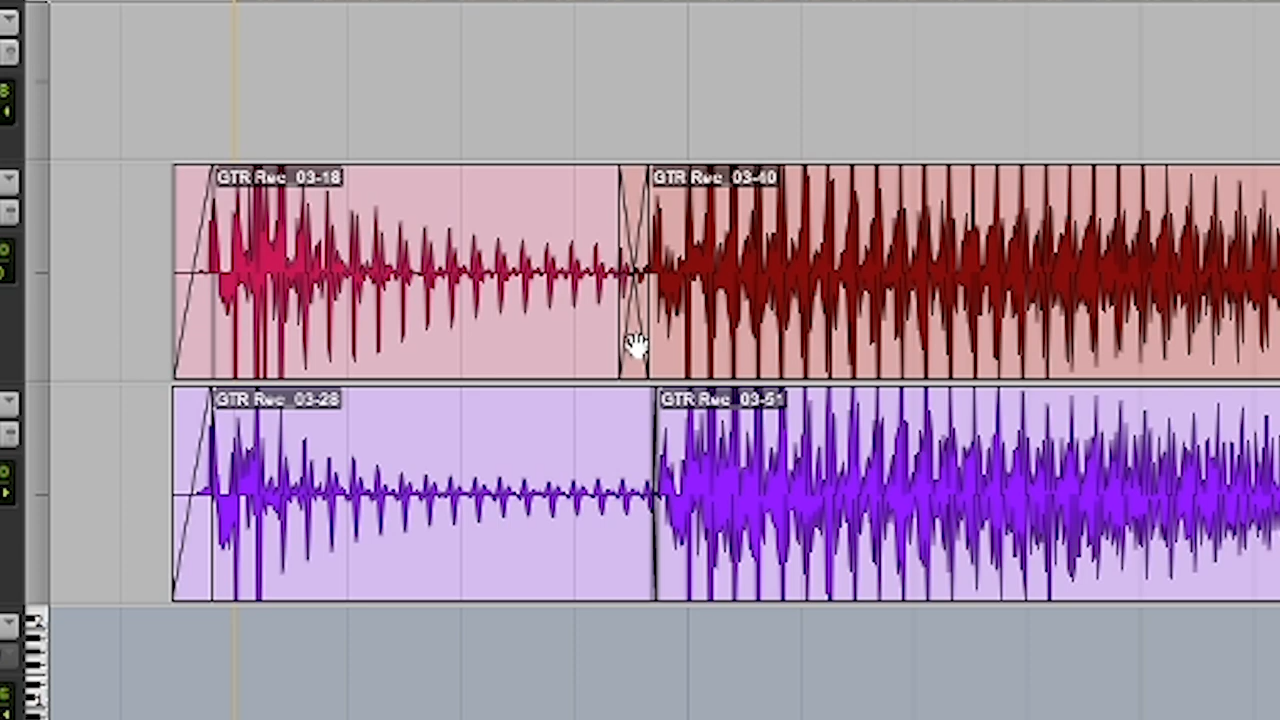 GTR Rec_03-18
GTR Rec_03-40
GTR Rec_03-28
GTR Rec_03-51